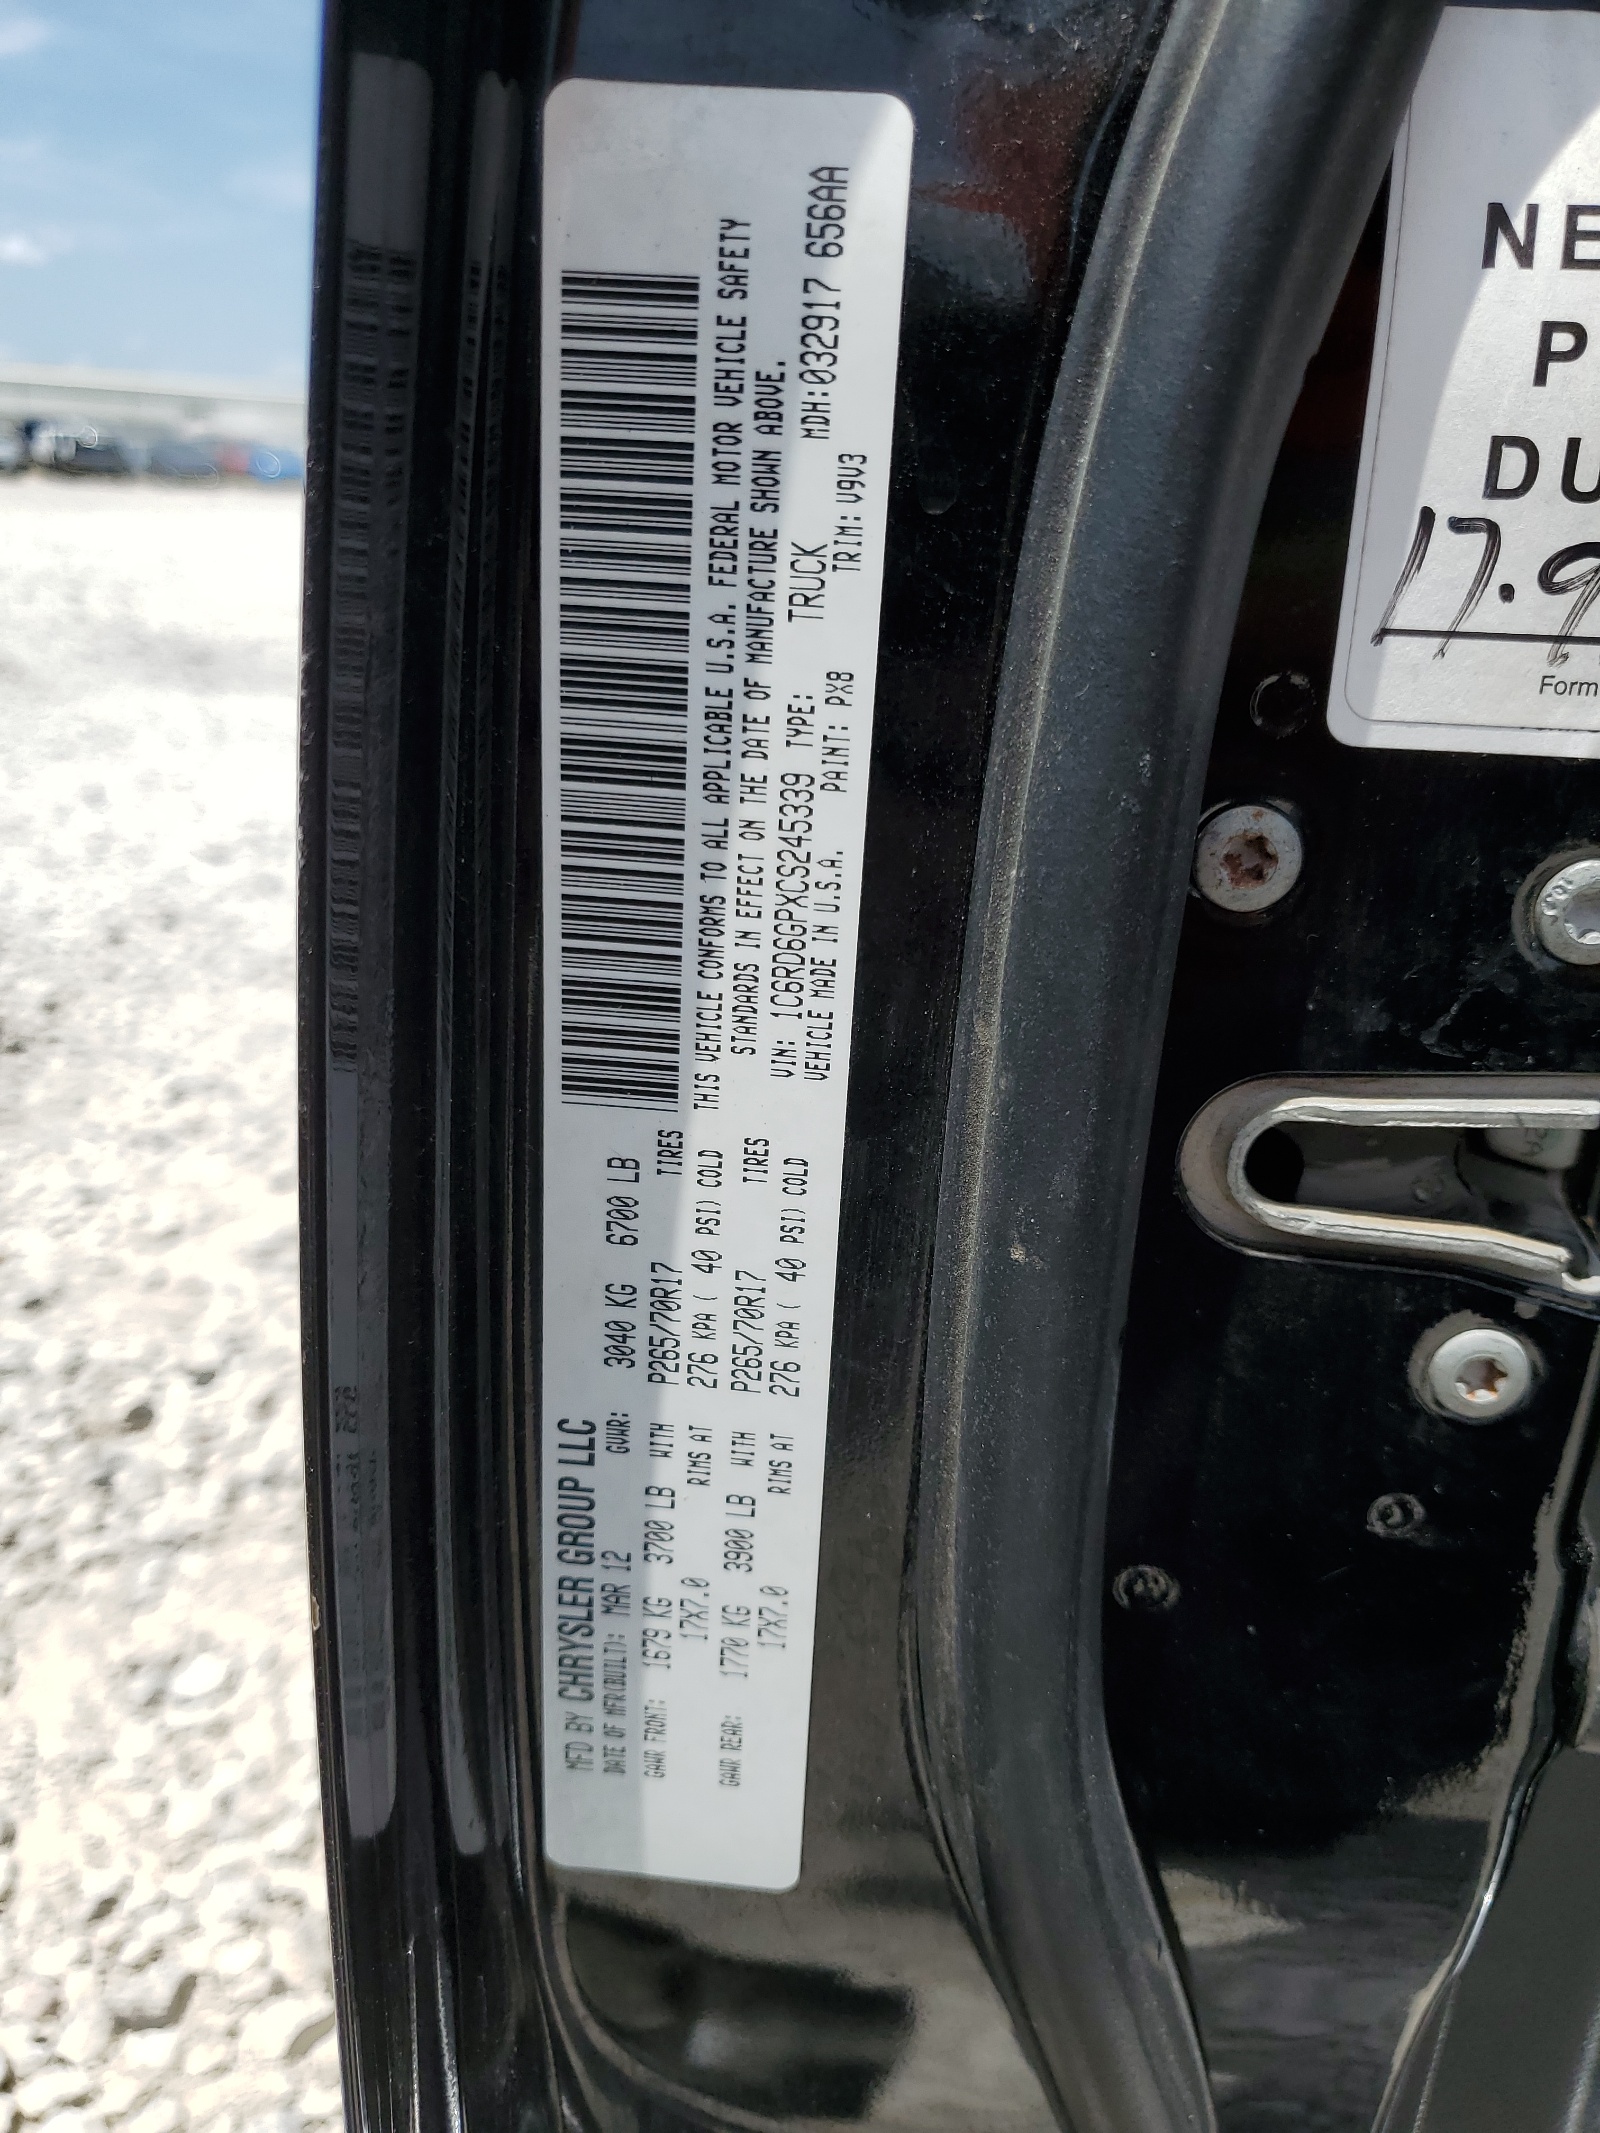 MFD BY CHRYSLER GROUP LLC
DATE OF MFR(BUILT): MAR 12 GVWR: 3040 KG 6700 LB
GAWR FRONT: 1679 KG 3700 LB WITH P265/70R17 TIRES
17X7.0 RIMS AT 276 KPA ( 40 PSI) COLD
GAWR REAR: 1770 KG 3900 LB WITH P265/70R17 TIRES
17X7.0 RIMS AT 276 KPA ( 40 PSI) COLD
THIS VEHICLE CONFORMS TO ALL APPLICABLE U.S.A. FEDERAL MOTOR VEHICLE SAFETY
STANDARDS IN EFFECT ON THE DATE OF MANUFACTURE SHOWN ABOVE.
VIN: 1C6RD6GPXCS245339 TYPE: TRUCK MDH:032917 656AA
VEHICLE MADE IN U.S.A. PAINT: PX8 TRIM: V9V3
NE
P
DU
17.9
Form